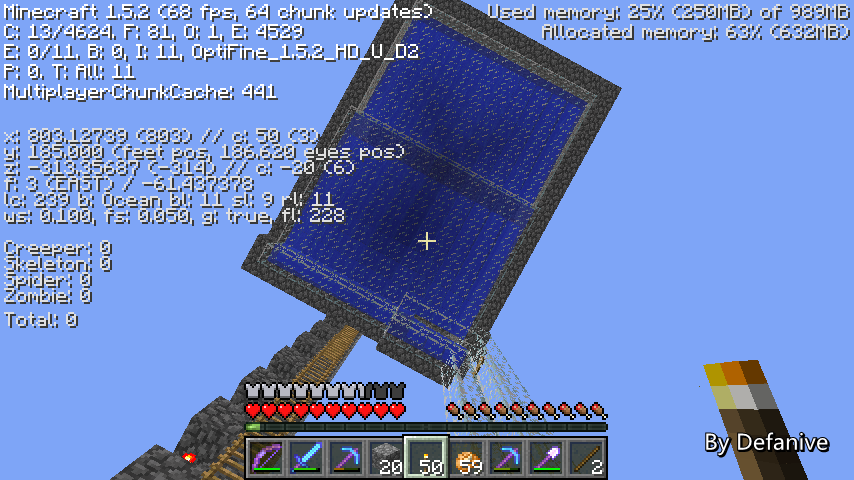 Minecraft 1.5.2 (68 fps, 64 chunk updates)
C: 13/4624, F: 81, O: 1, E: 4529
E: 0/11, B: 0, I: 11, OptiFine_1.5.2_HD_U_D2
P: 0, T: All: 11
MultiplayerChunkCache: 441
Used memory: 25% (250MB) of 989MB
Allocated memory: 63% (632MB)
x: 803.12739 (803) // c: 50 (3)
y: 185.000 (feet pos, 186.620 eyes pos)
z: -313.35687 (-314) // c: -20 (6)
f: 3 (EAST) / -61.437378
lc: 239 b: Ocean bl: 11 sl: 9 rl: 11
ws: 0.100, fs: 0.050, g: true, fl: 228
Creeper: 0
Skeleton: 0
Spider: 0
Zombie: 0
Total: 0
20 50 59 2
By Defanive